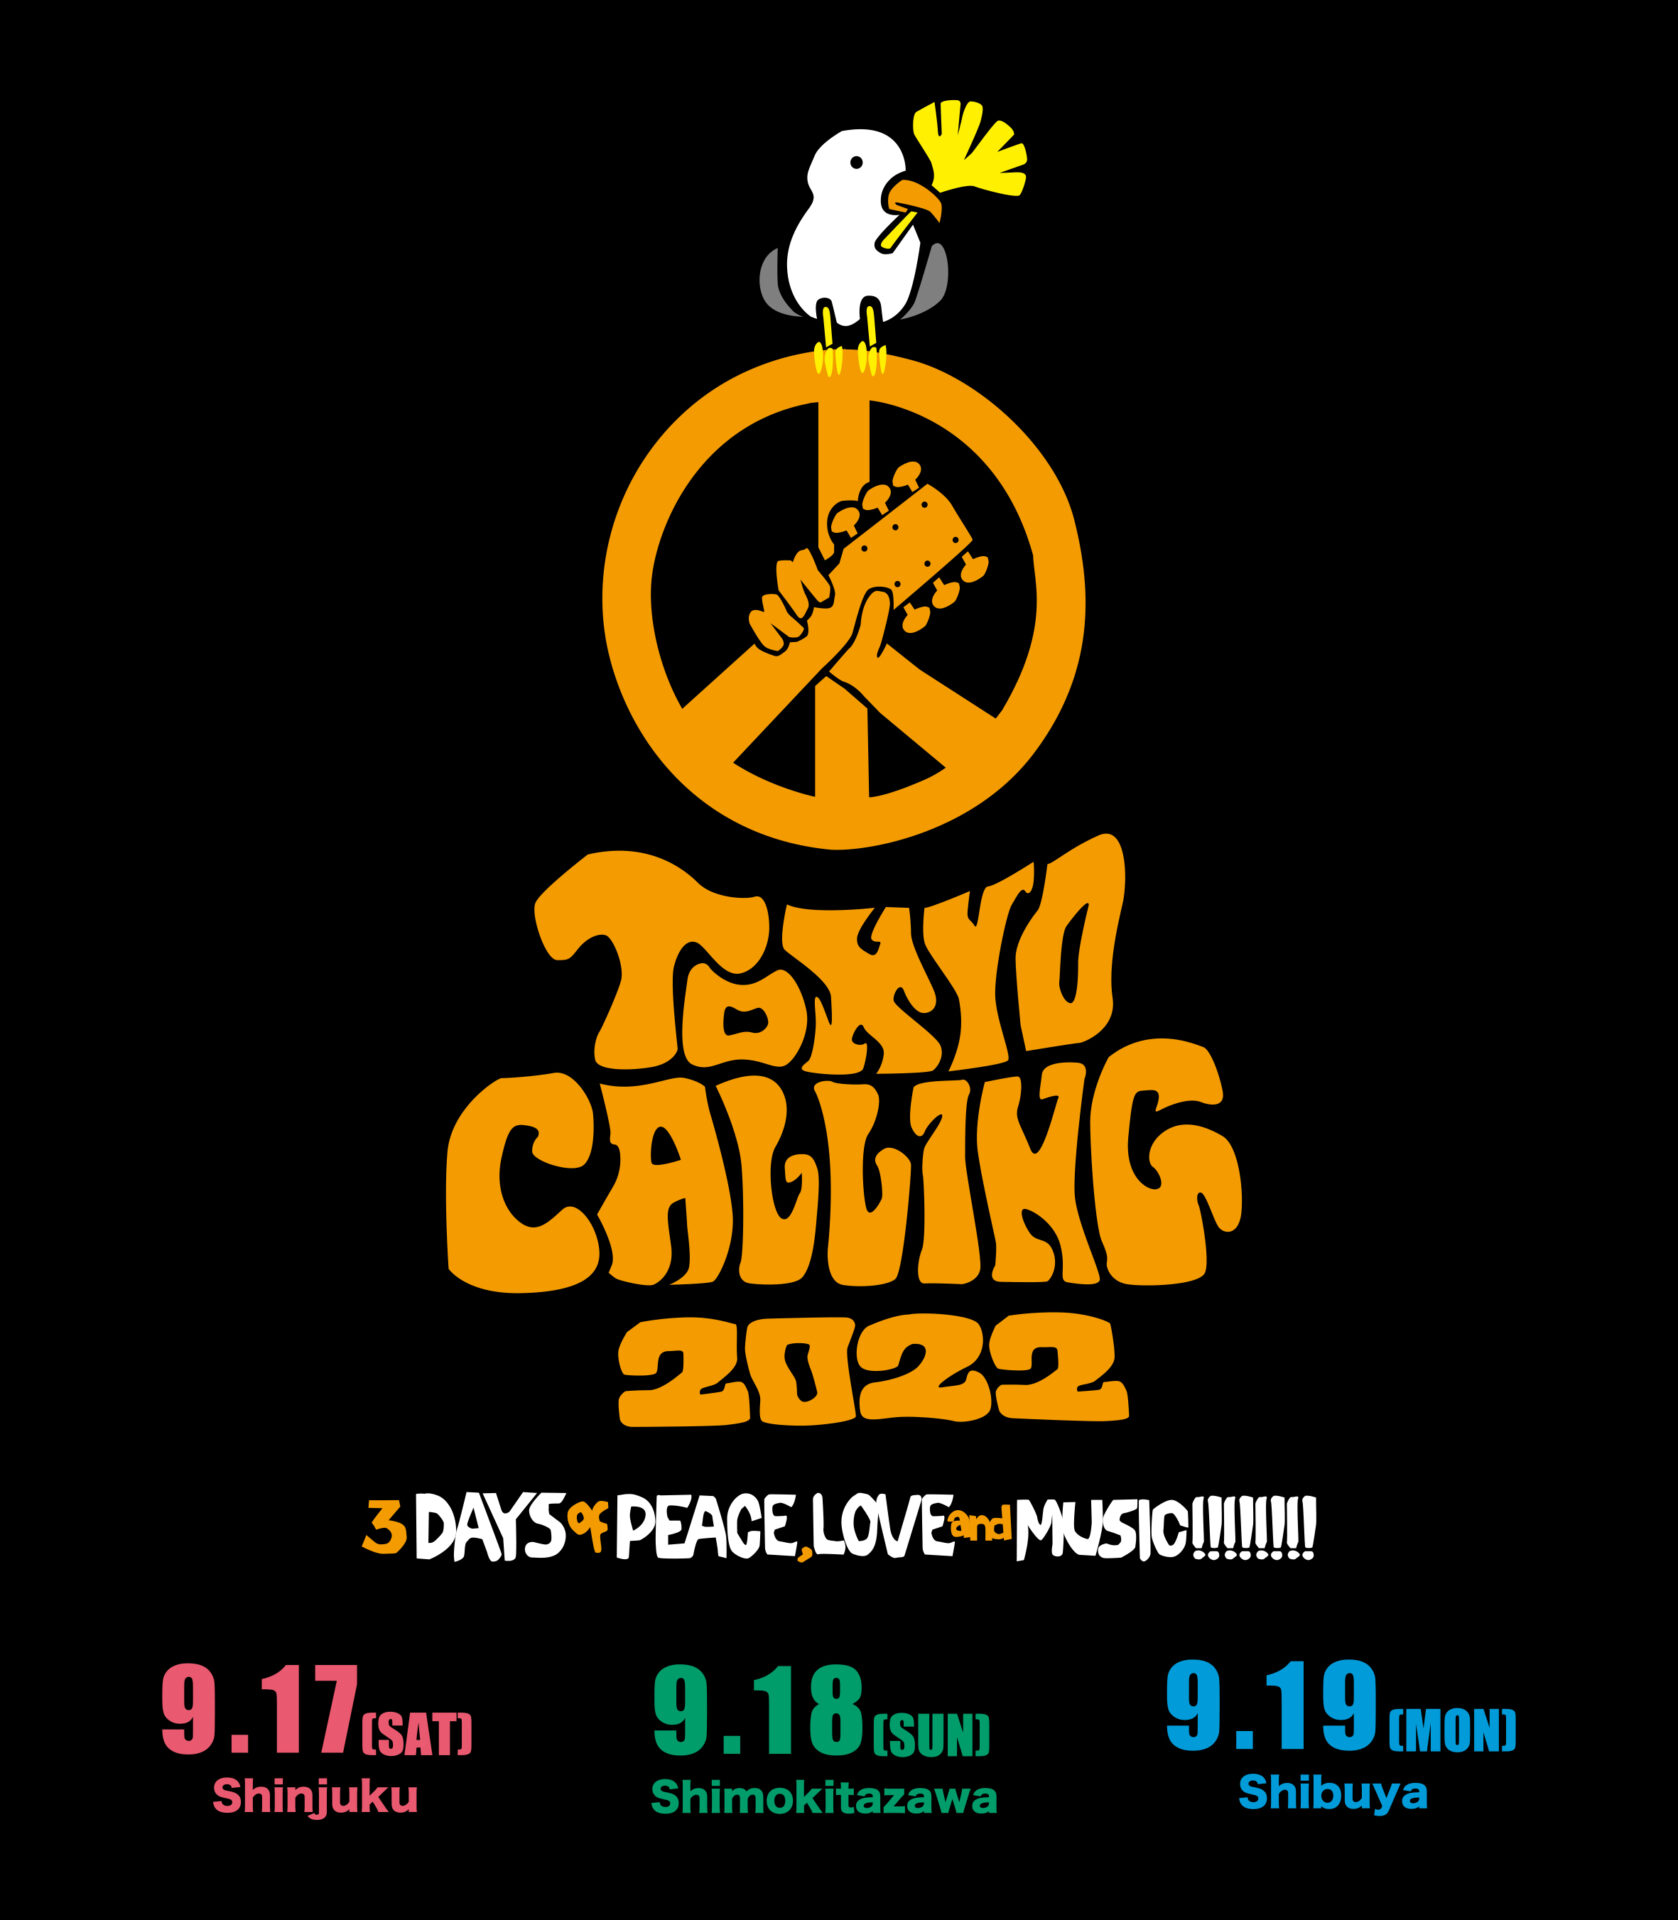 TOKYO
CALLING
2022
3 DAYS of PEACE, LOVE and MUSIC!!!!!!!!
9.17(SAT)
Shinjuku
9.18(SUN)
Shimokitazawa
9.19(MON)
Shibuya